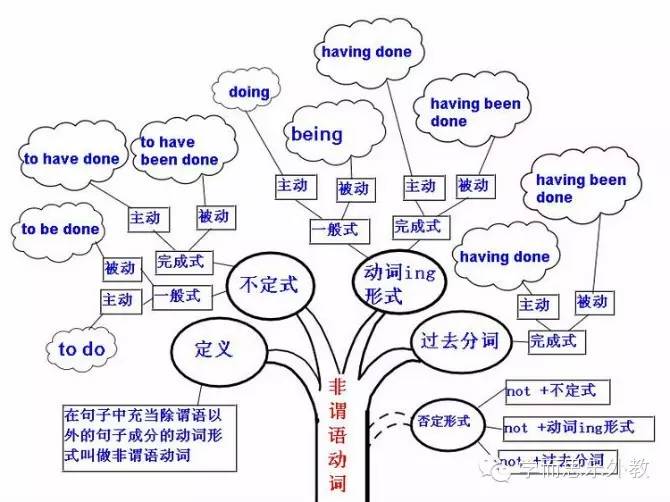 having done
doing
having been
done
being
to have done
to have
been done
having been
done
主动
被动
主动
被动
主动
被动
to be done
一般式
完成式
having done
完成式
被动
不定式
动词ing
形式
主动
被动
主动
一般式
to do
定义
过去分词
完成式
非
谓
语
动
词
not +不定式
在句子中充当除谓语以
外的句子成分的动词形
式叫做非谓语动词
否定形式
not +动词ing形式
not +过去分词
学而思乐外教